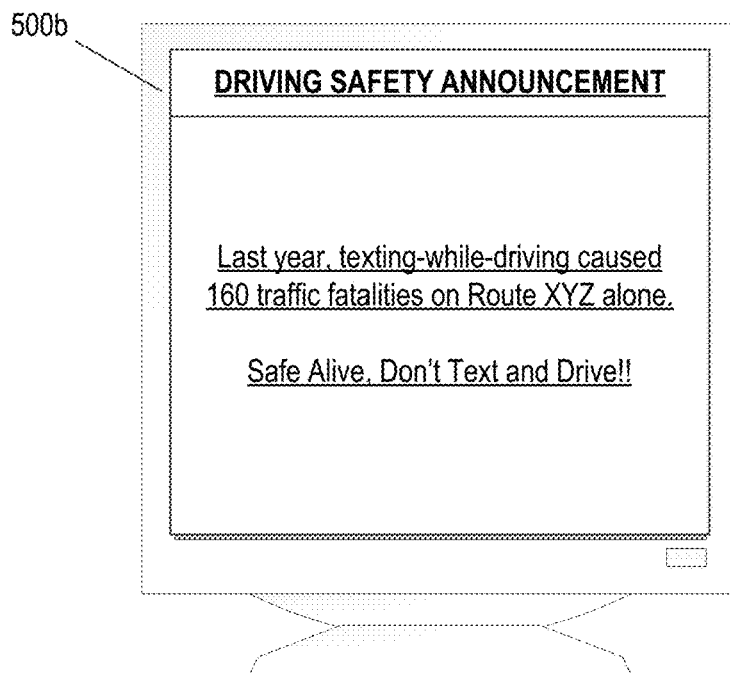 500b
DRIVING SAFETY ANNOUNCEMENT
Last year, texting-while-driving caused
160 traffic fatalities on Route XYZ alone.
Safe Alive, Don't Text and Drive!!